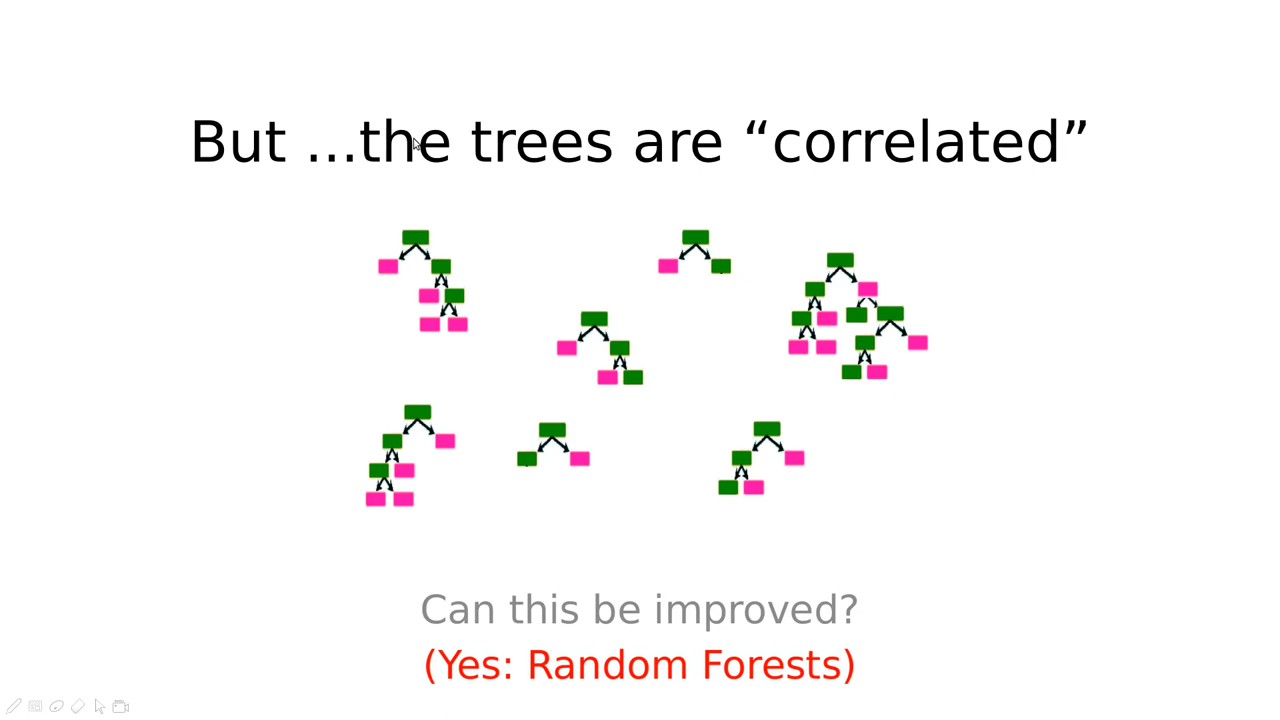 But ...the trees are “correlated”
Can this be improved?
(Yes: Random Forests)